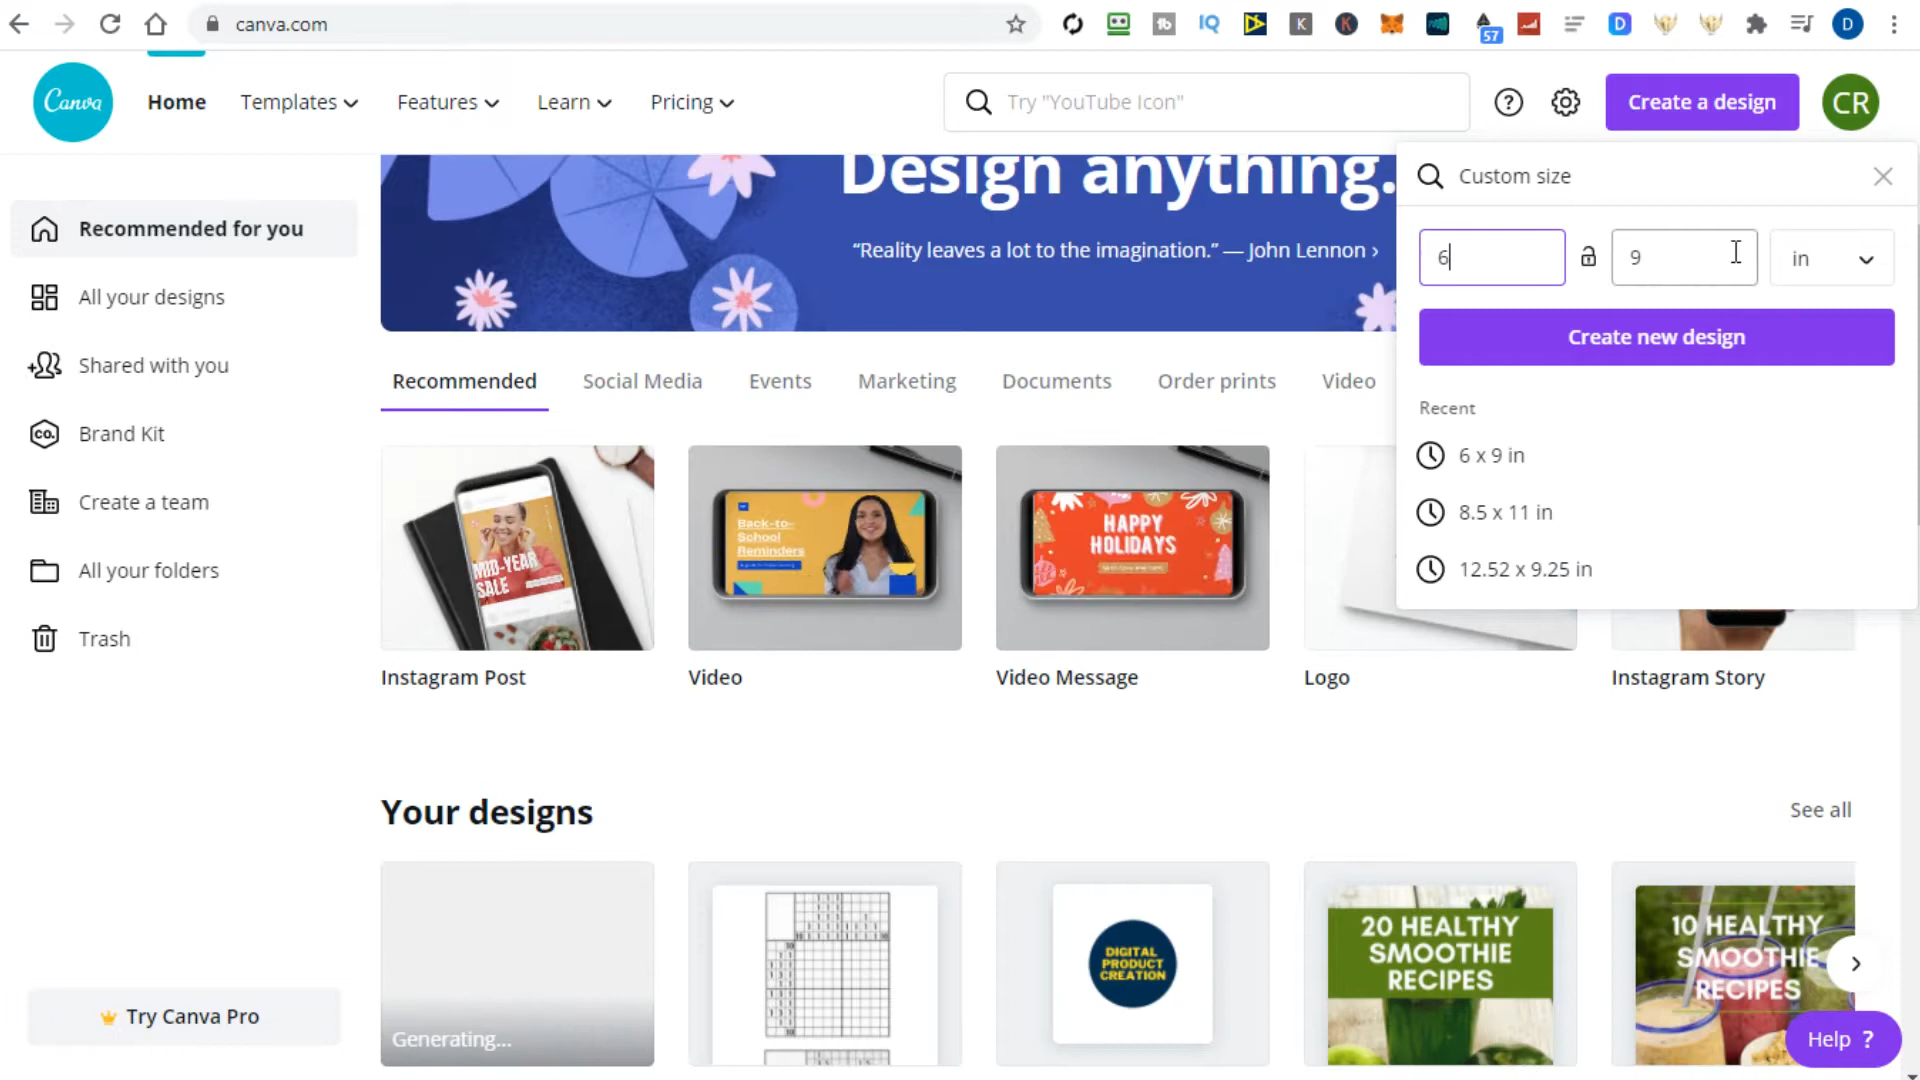 canva.com
57
D
Canva
Home
Templates
Features
Learn
Pricing
Try "YouTube Icon"
Create a design
CR
Design anything.
“Reality leaves a lot to the imagination.” — John Lennon ›
Custom size
6
9
in
Create new design
Recent
6 x 9 in
8.5 x 11 in
12.52 x 9.25 in
Recommended for you
All your designs
Shared with you
CO.
Brand Kit
Create a team
All your folders
Trash
Try Canva Pro
Recommended
Social Media
Events
Marketing
Documents
Order prints
Video
MID-YEAR
SALE
Back-to-
School
Reminders
HAPPY
HOLIDAYS
Instagram Post
Video
Video Message
Logo
Instagram Story
Your designs
See all
Generating...
DIGITAL
PRODUCT
CREATION
20 HEALTHY
SMOOTHIE
RECIPES
10 HEALTHY
SMOOTHIE
RECIPES
Help ?